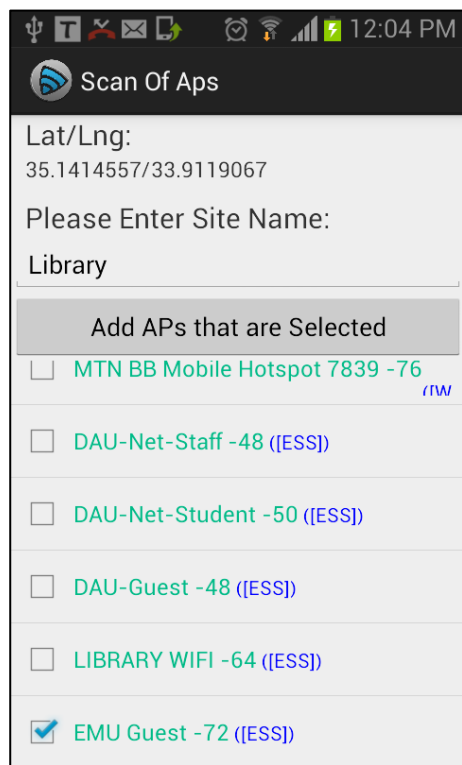 T 12:04 PM
Scan Of Aps
Lat/Lng:
35.1414557/33.9119067
Please Enter Site Name:
Library
Add APs that are Selected
MTN BB Mobile Hotspot 7839 -76
DAU-Net-Staff -48 ([ESS])
DAU-Net-Student -50 ([ESS])
DAU-Guest -48 ([ESS])
LIBRARY WIFI -64 ([ESS])
EMU Guest -72 ([ESS])